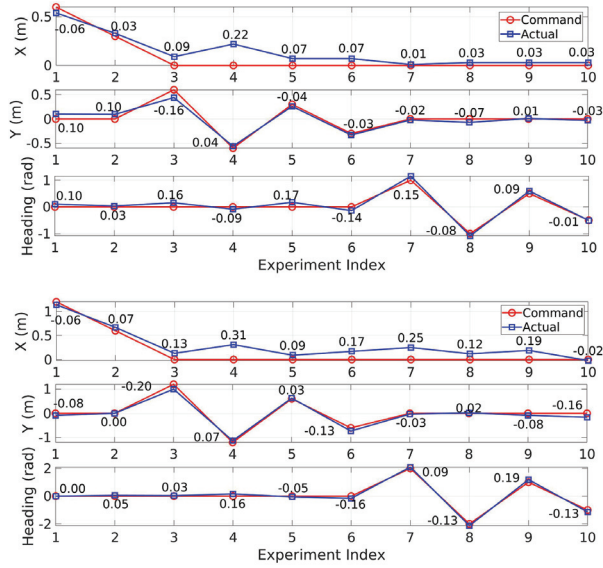 0.5
0
X (m)
-0.06 0.03 0.09 0.22 0.07 0.07 0.01 0.03 0.03 0.03
Command
Actual
1 2 3 4 5 6 7 8 9 10
0.5
0
-0.5
Y (m)
0.10 0.10 -0.16 0.04 -0.04 -0.03 -0.02 -0.07 0.01 -0.03
1 2 3 4 5 6 7 8 9 10
1
0
-1
Heading (rad)
0.10 0.03 0.16 -0.09 0.17 -0.14 0.15 -0.08 0.09 -0.01
1 2 3 4 5 6 7 8 9 10
Experiment Index
1
0.5
0
X (m)
-0.06 0.07 0.13 0.31 0.09 0.17 0.25 0.12 0.19 -0.02
Command
Actual
1 2 3 4 5 6 7 8 9 10
1
0
-1
Y (m)
-0.08 0.00 -0.20 0.07 0.03 -0.13 -0.03 0.02 -0.08 -0.16
1 2 3 4 5 6 7 8 9 10
2
0
-2
Heading (rad)
0.00 0.05 0.03 0.16 -0.05 -0.16 0.09 -0.13 0.19 -0.13
1 2 3 4 5 6 7 8 9 10
Experiment Index